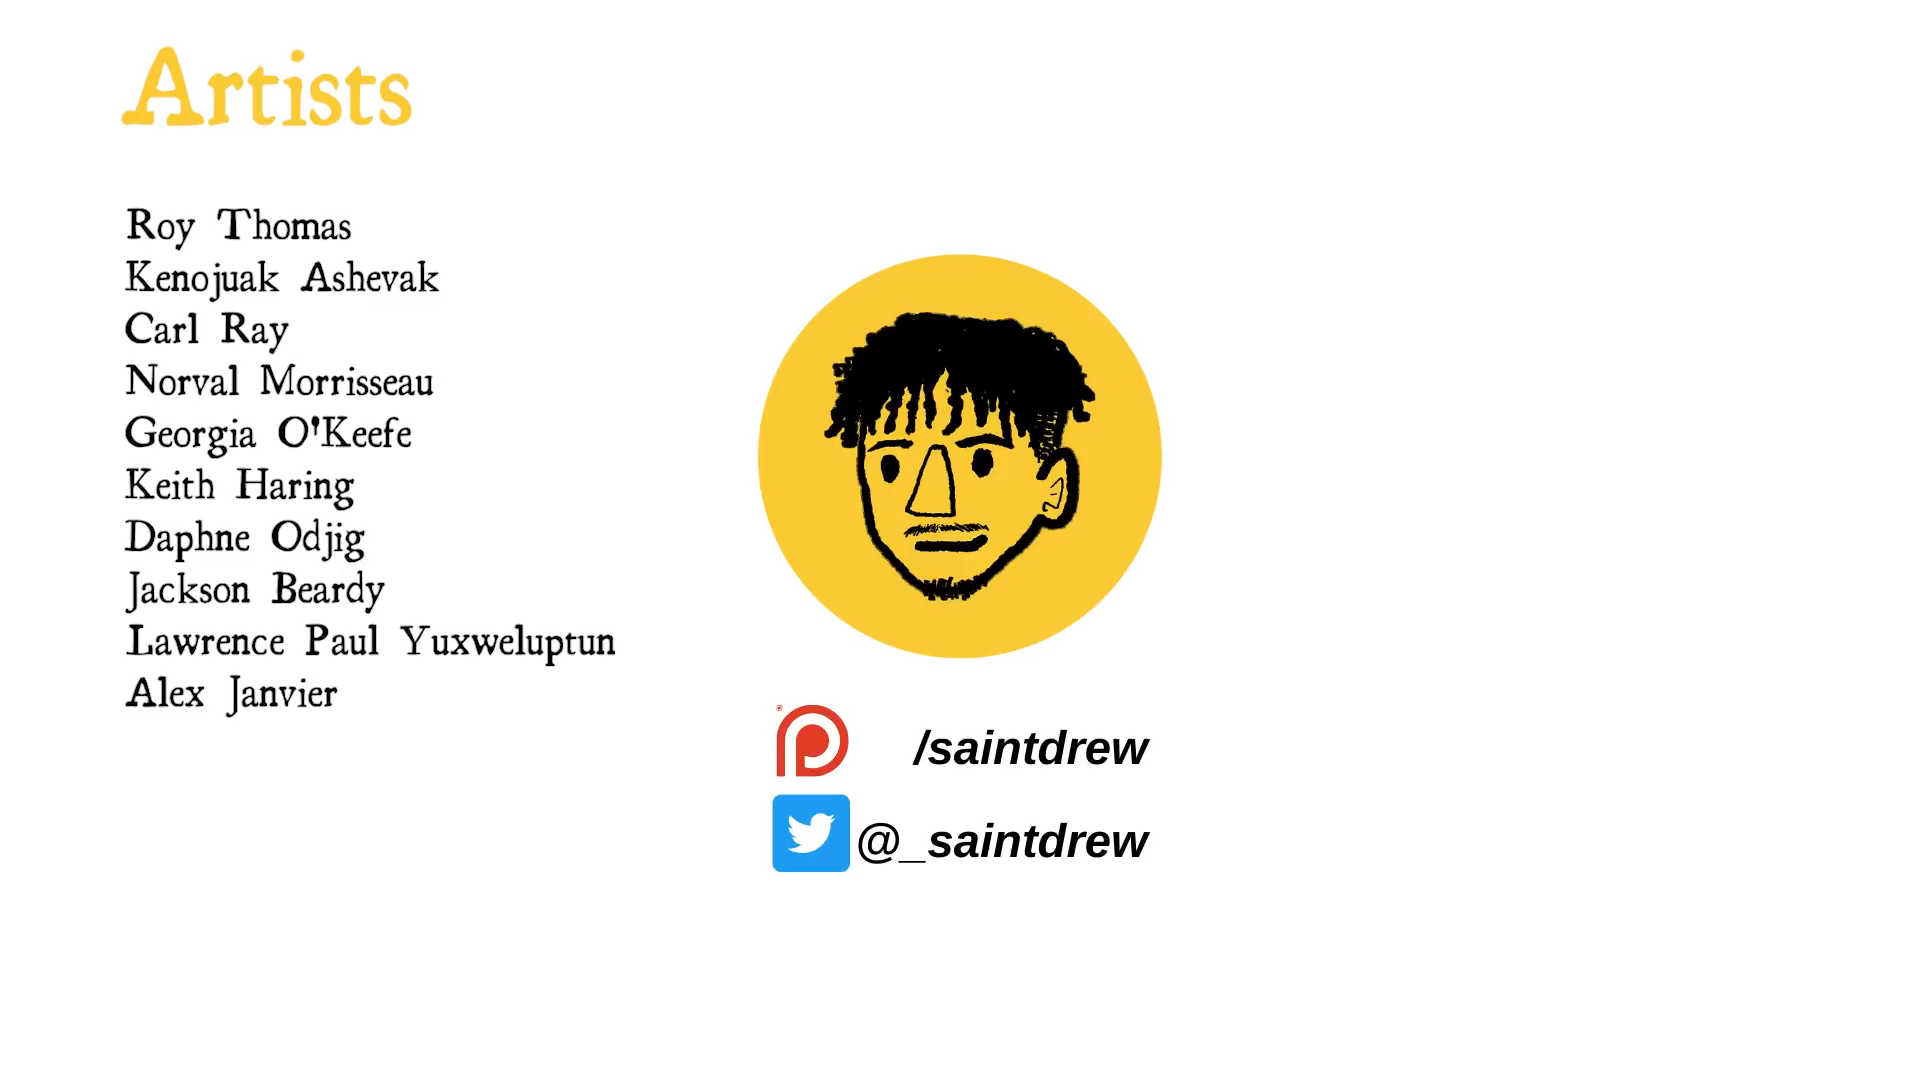 Artists
Roy Thomas
Kenojuak Ashevak
Carl Ray
Norval Morrisseau
Georgia O'Keefe
Keith Haring
Daphne Odjig
Jackson Beardy
Lawrence Paul Yuxweluptun
Alex Janvier
/saintdrew
@_saintdrew